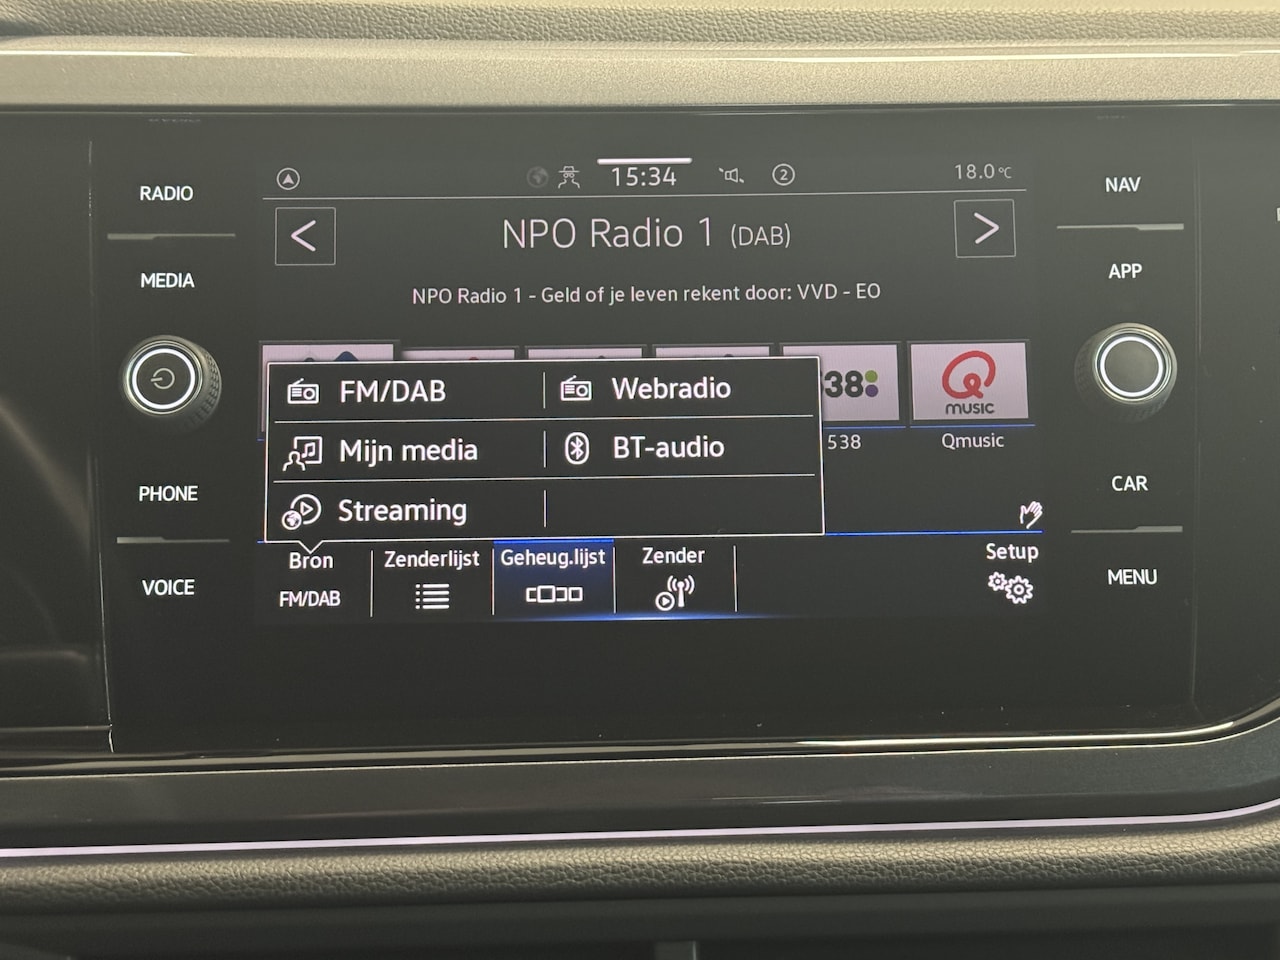 RADIO
MEDIA
PHONE
VOICE
15:34
2
18.0°C
NPO Radio 1 (DAB)
NPO Radio 1 - Geld of je leven rekent door: VVD - EO
FM/DAB
Webradio
Mijn media
BT-audio
Streaming
38
538
MUSIC
Qmusic
Bron
FM/DAB
Zenderlijst
Geheug.lijst
Zender
Setup
NAV
APP
CAR
MENU